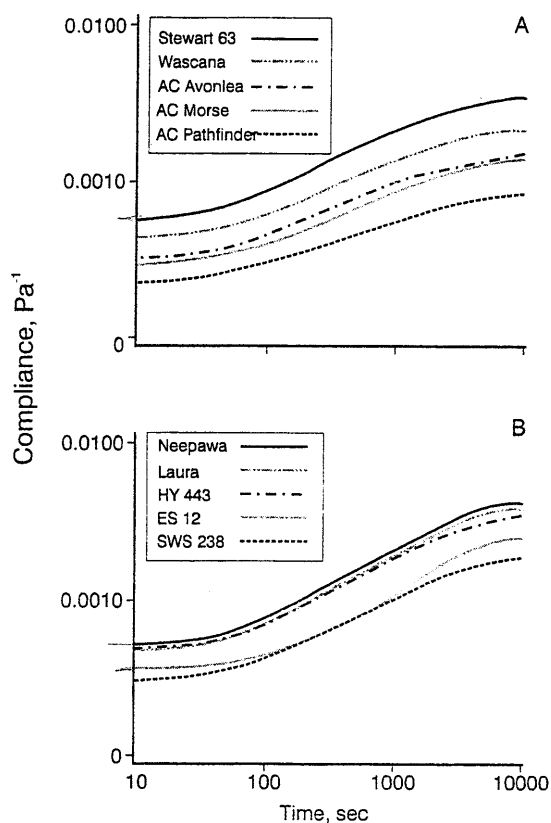 0.0100
A
Stewart 63
Wascana
AC Avonlea
AC Morse
AC Pathfinder
0.0010
0
Compliance, Pa-1
0.0100
B
Neepawa
Laura
HY 443
ES 12
SWS 238
0.0010
0
10
100
1000
10000
Time, sec